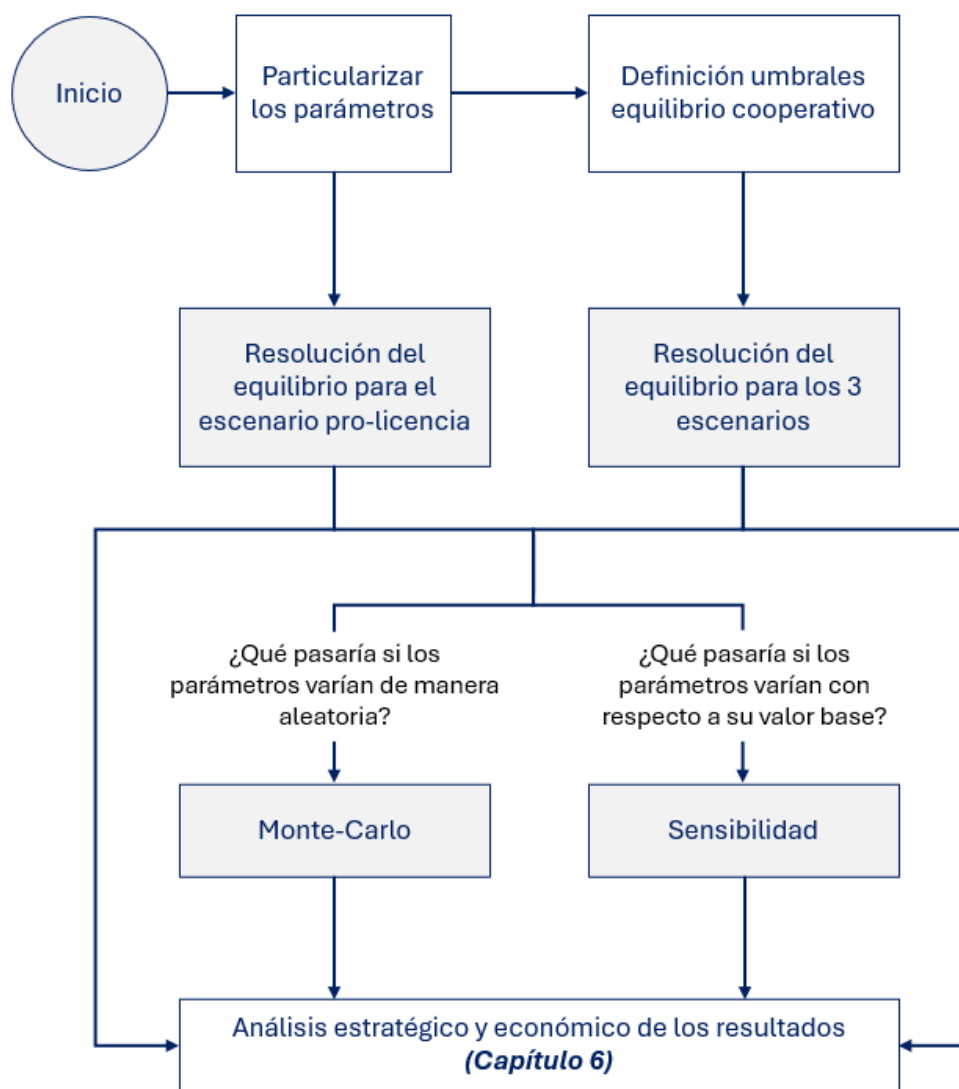 Inicio
Particularizar
los parámetros
Definición umbrales
equilibrio cooperativo
Resolución del
equilibrio para el
escenario pro-licencia
Resolución del
equilibrio para los 3
escenarios
¿Qué pasaría si los
parámetros varían de manera
aleatoria?
¿Qué pasaría si los
parámetros varían con
respecto a su valor base?
Monte-Carlo
Sensibilidad
Análisis estratégico y económico de los resultados
(Capítulo 6)